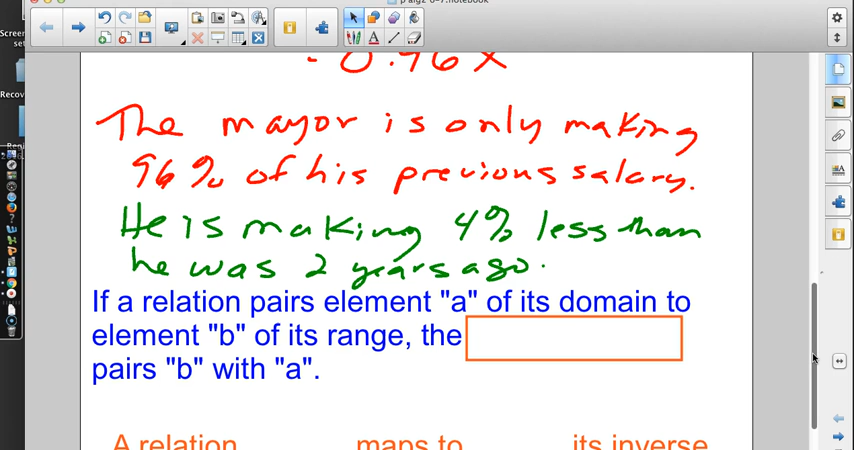 = 0.96x
The mayor is only making
96% of his previous salary.
He is making 4% less than
he was 2 years ago.
If a relation pairs element "a" of its domain to
element "b" of its range, the
pairs "b" with "a".
A relation maps to its inverse